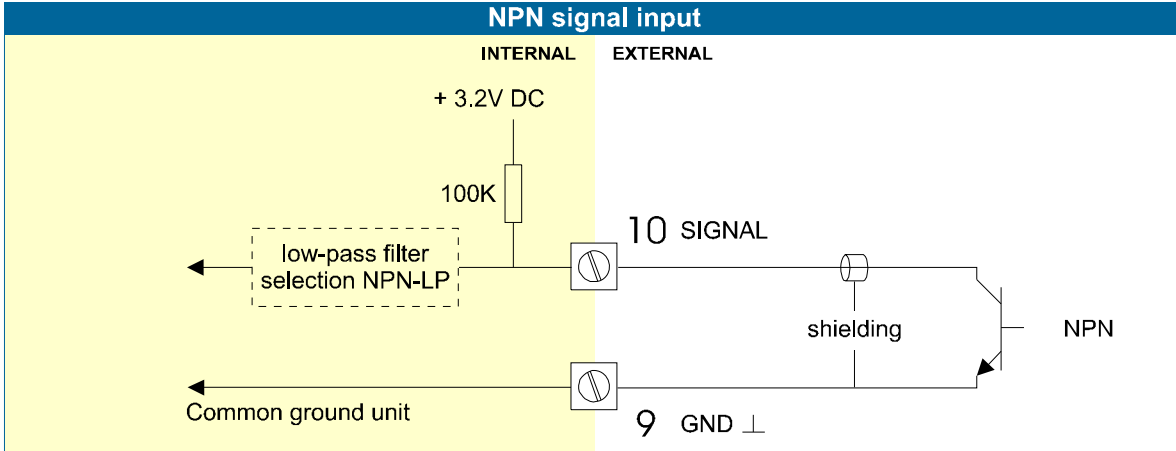 NPN signal input
INTERNAL EXTERNAL
+ 3.2V DC
100K
10 SIGNAL
low-pass filter
selection NPN-LP
shielding
NPN
Common ground unit
9 GND ⊥